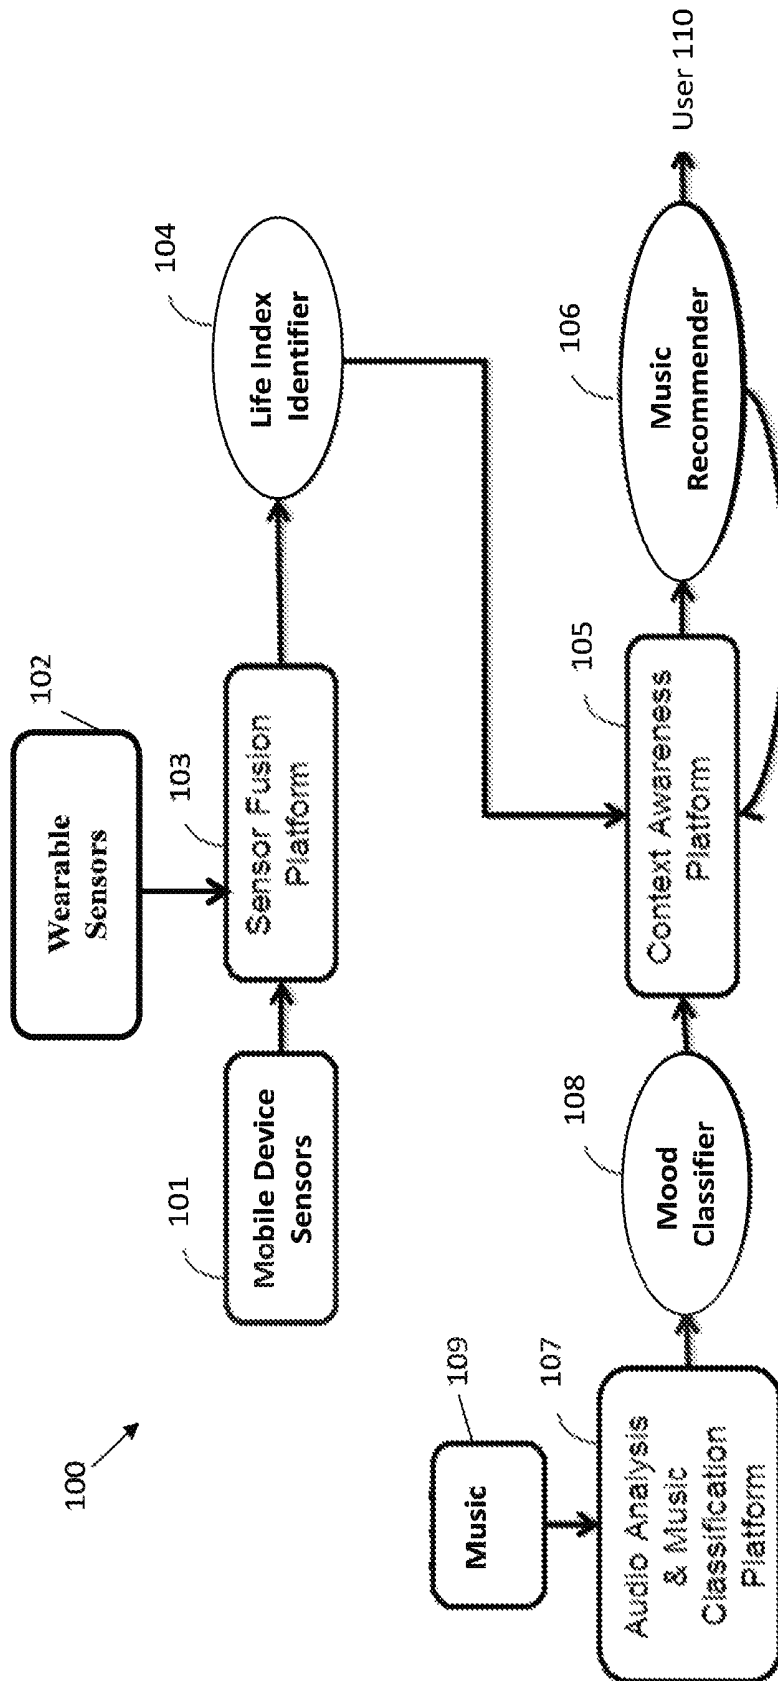 100
Wearable
Sensors
102
101
Mobile Device
Sensors
103
Sensor Fusion
Platform
104
Life Index
Identifier
109
Music
107
Audio Analysis
& Music
Classification
Platform
108
Mood
Classifier
105
Context Awareness
Platform
106
Music
Recommender
User 110